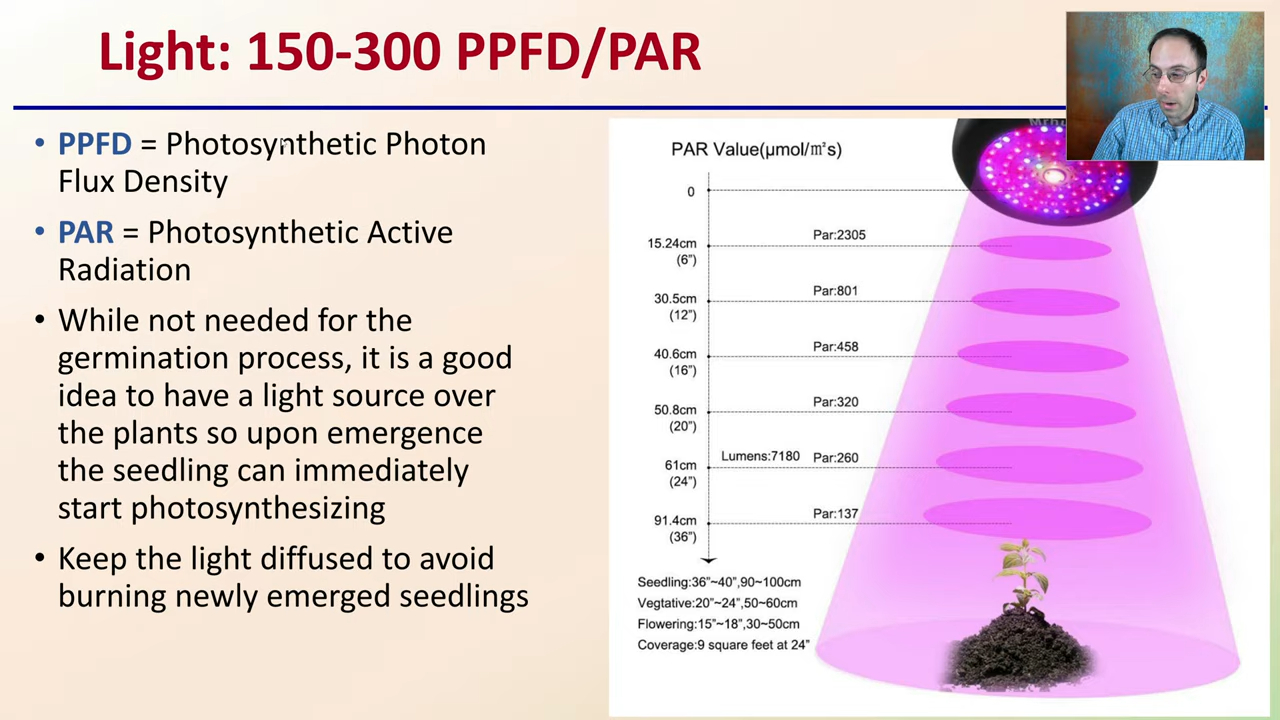 Light: 150-300 PPFD/PAR
• PPFD = Photosynthetic Photon
Flux Density
• PAR = Photosynthetic Active
Radiation
• While not needed for the
germination process, it is a good
idea to have a light source over
the plants so upon emergence
the seedling can immediately
start photosynthesizing
• Keep the light diffused to avoid
burning newly emerged seedlings
PAR Value(μmol/㎡s)
0
15.24cm
(6")
Par:2305
30.5cm
(12")
Par:801
40.6cm
(16")
Par:458
50.8cm
(20")
Par:320
Lumens:7180
Par:260
61cm
(24")
Par:137
91.4cm
(36")
Seedling:36"~40",90~100cm
Vegtative:20"~24",50~60cm
Flowering:15"~18",30~50cm
Coverage:9 square feet at 24"